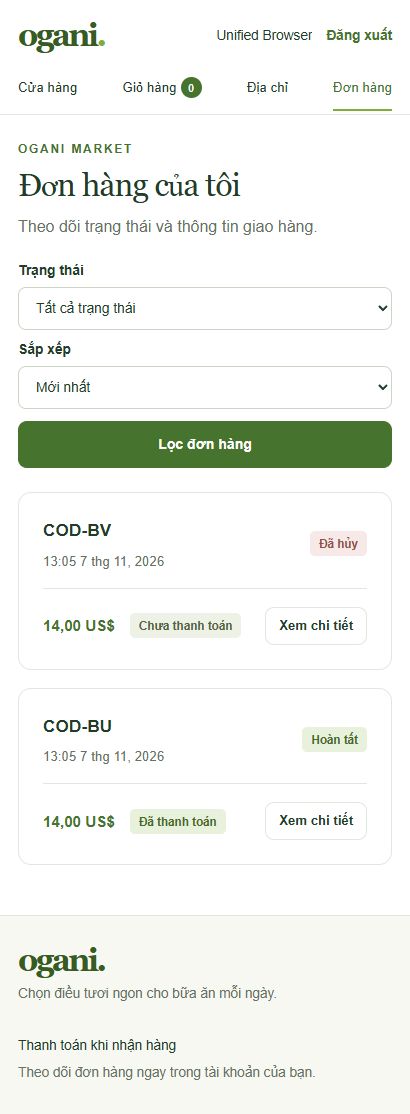 ogani.
Unified Browser Đăng xuất
Cửa hàng Giỏ hàng 0 Địa chỉ Đơn hàng
OGANI MARKET
Đơn hàng của tôi
Theo dõi trạng thái và thông tin giao hàng.
Trạng thái
Tất cả trạng thái
Sắp xếp
Mới nhất
Lọc đơn hàng
COD-BV
Đã hủy
13:05 7 thg 11, 2026
14,00 US$ Chưa thanh toán Xem chi tiết
COD-BU
Hoàn tất
13:05 7 thg 11, 2026
14,00 US$ Đã thanh toán Xem chi tiết
ogani.
Chọn điều tươi ngon cho bữa ăn mỗi ngày.
Thanh toán khi nhận hàng
Theo dõi đơn hàng ngay trong tài khoản của bạn.